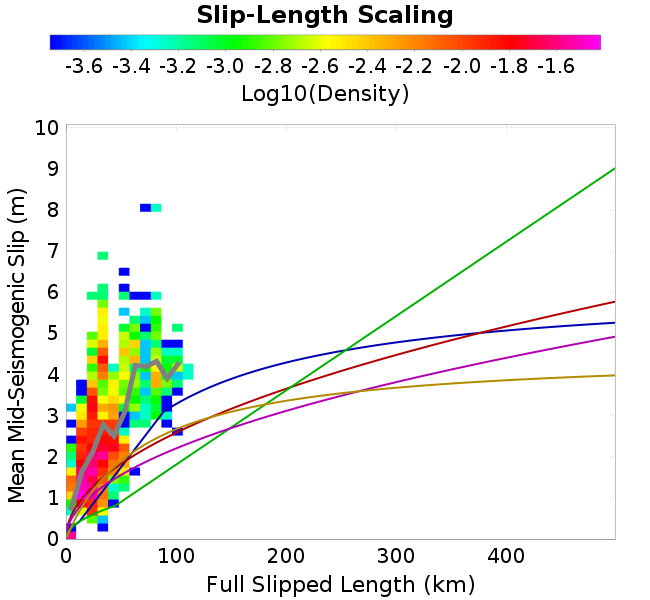 Slip-Length Scaling
-3.6 -3.4 -3.2 -3.0 -2.8 -2.6 -2.4 -2.2 -2.0 -1.8 -1.6
Log10(Density)
10
9
8
7
6
5
4
3
2
1
0
Mean Mid-Seismogenic Slip (m)
0 100 200 300 400
Full Slipped Length (km)